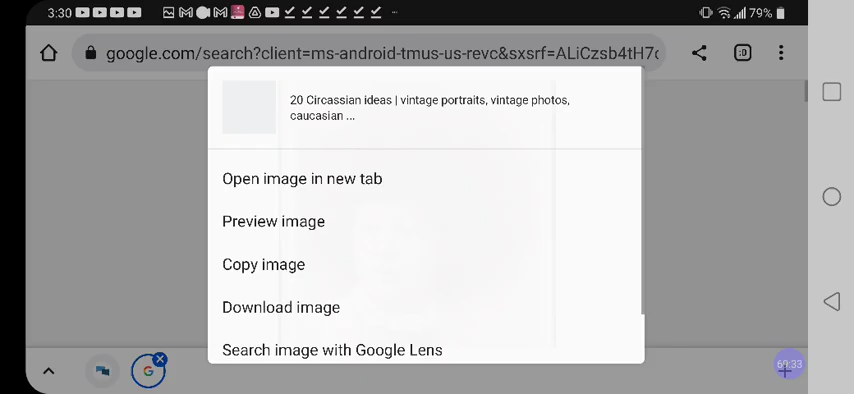 3:30
79%
google.com/search?client=ms-android-tmus-us-revc&sxsrf=ALiCzsb4tH7c
:D
20 Circassian ideas | vintage portraits, vintage photos,
caucasian ...
Open image in new tab
Preview image
Copy image
Download image
Search image with Google Lens
69:33